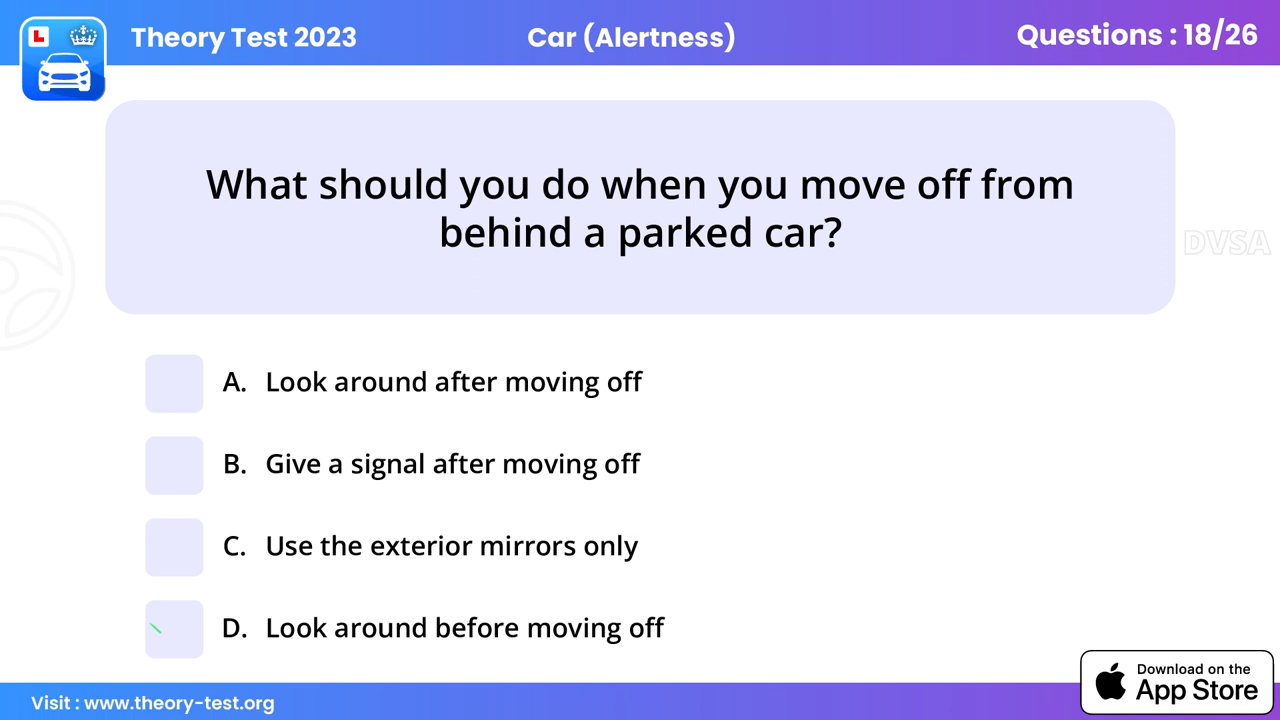 L
Theory Test 2023
Car (Alertness)
Questions : 18/26
What should you do when you move off from
behind a parked car?
DVSA
A. Look around after moving off
B. Give a signal after moving off
C. Use the exterior mirrors only
D. Look around before moving off
Visit : www.theory-test.org
Download on the
App Store